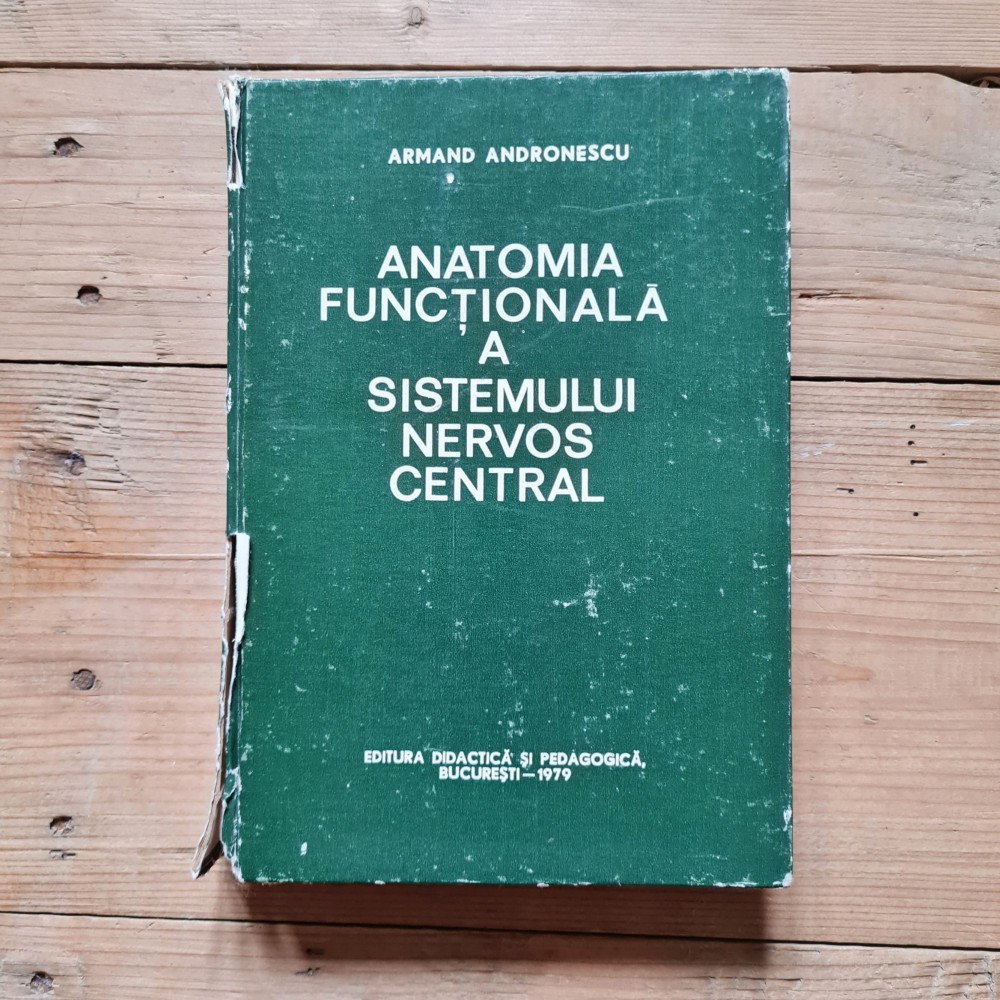 ARMAND ANDRONESCU
ANATOMIA
FUNCȚIONALĂ
A
SISTEMULUI
NERVOS
CENTRAL
EDITURA DIDACTICĂ ȘI PEDAGOGICĂ,
BUCUREȘTI—1979